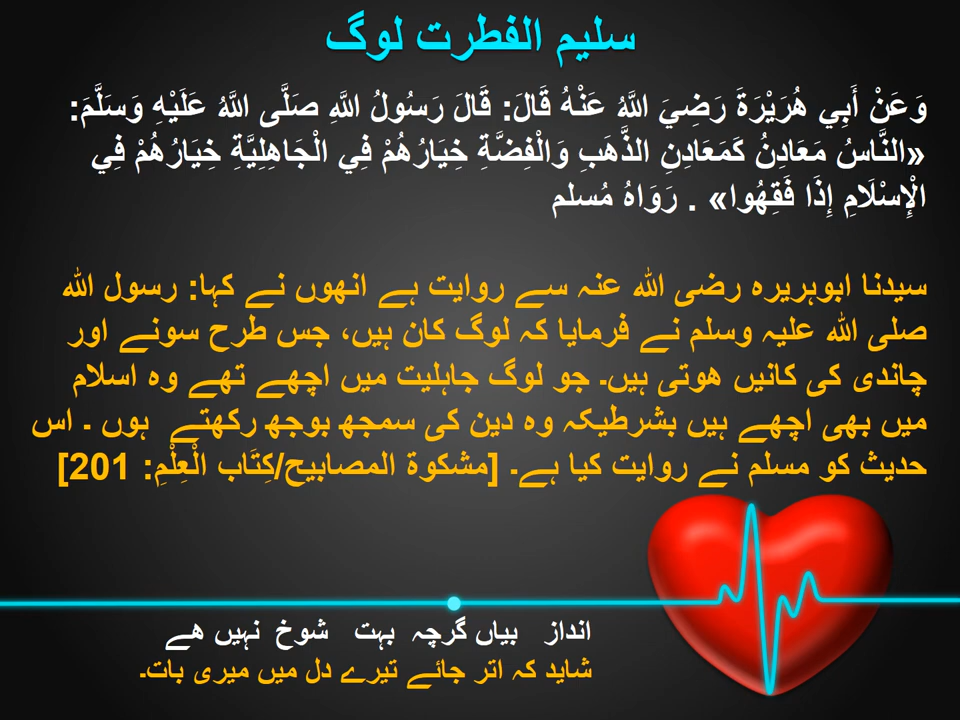 سلیم الفطرت لوگ
وَعَنْ أَبِي هُرَيْرَةَ رَضِيَ اللَّهُ عَنْهُ قَالَ: قَالَ رَسُولُ اللَّهِ صَلَّى اللَّهُ عَلَيْهِ وَسَلَّمَ:
«النَّاسُ مَعَادِنُ كَمَعَادِنِ الذَّهَبِ وَالْفِضَّةِ خِيَارُهُمْ فِي الْجَاهِلِيَّةِ خِيَارُهُمْ فِي
الْإِسْلَامِ إِذَا فَقِهُوا» . رَوَاهُ مُسلم
سیدنا ابوہریرہ رضی اللہ عنہ سے روایت ہے انھوں نے کہا: رسول اللہ
صلی اللہ علیہ وسلم نے فرمایا کہ لوگ کان ہیں، جس طرح سونے اور
چاندی کی کانیں ھوتی ہیں۔ جو لوگ جاہلیت میں اچھے تھے وہ اسلام
میں بھی اچھے ہیں بشرطیکہ وہ دین کی سمجھ بوجھ رکھتے ہوں ۔ اس
حدیث کو مسلم نے روایت کیا ہے۔ [مشکوۃ المصابیح/كِتَاب الْعِلْمِ: 201]
انداز بیاں گرچہ بہت شوخ نہیں ھے
شاید کہ اتر جائے تیرے دل میں میری بات۔